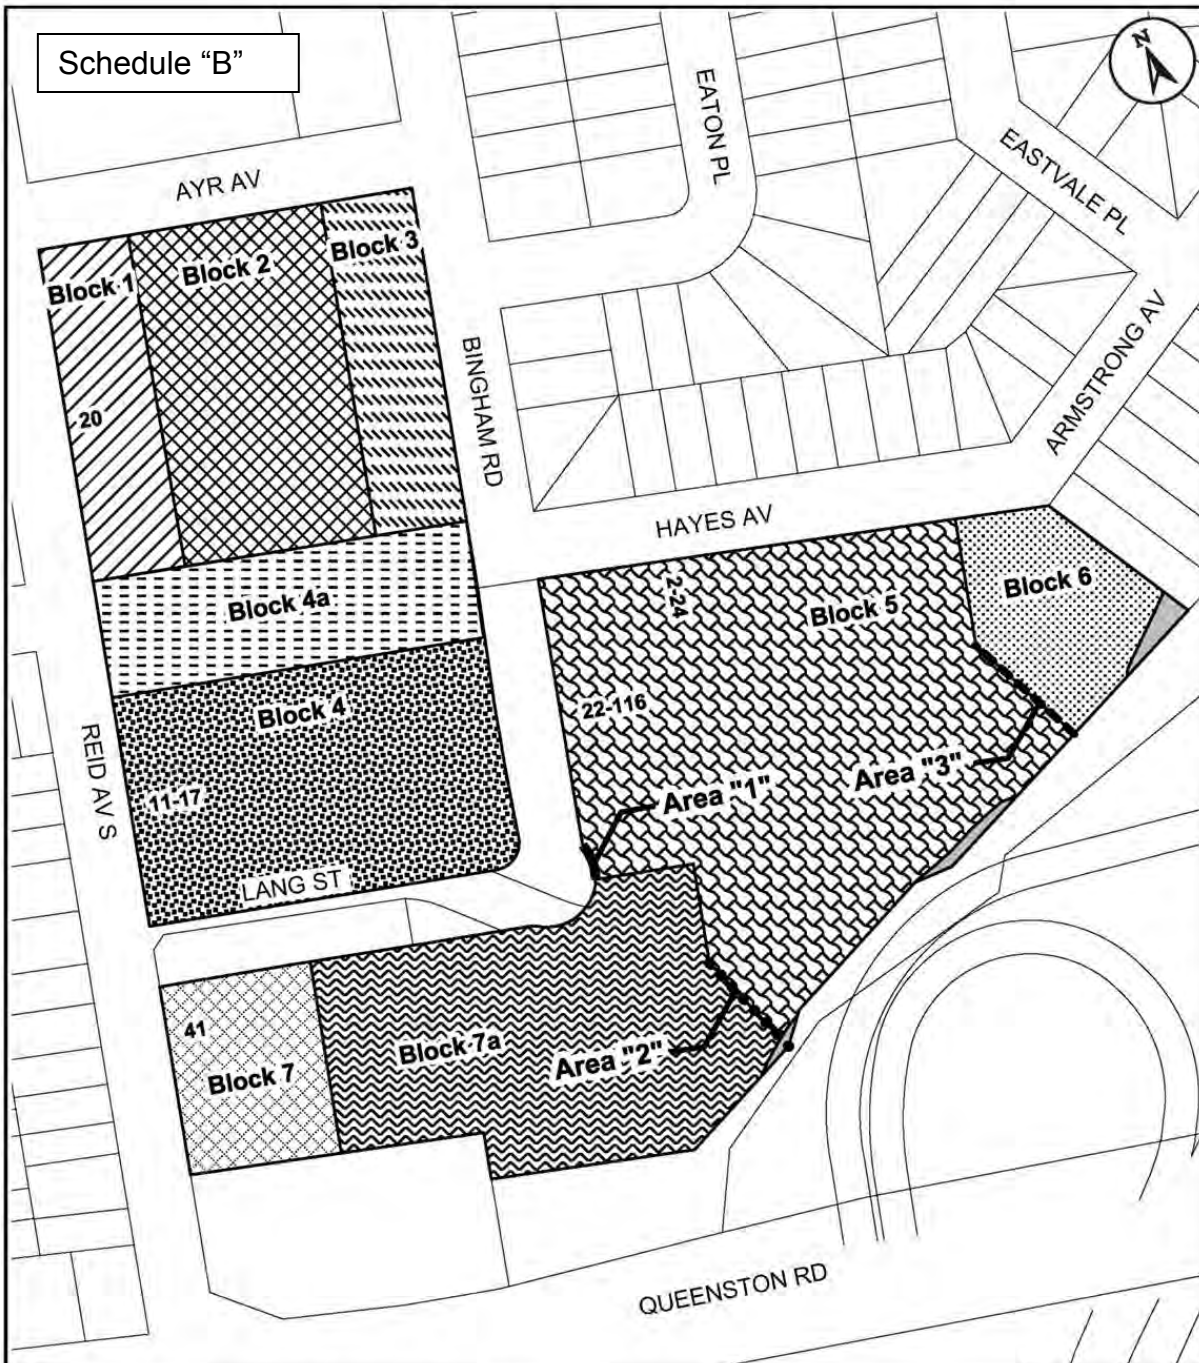 Schedule “B”
N
EATON PL
EASTVALE PL
AYR AV
Block 1
Block 2
Block 3
ARMSTRONG AV
BINGHAM RD
20
HAYES AV
Block 4a
2-24
Block 5
Block 6
Block 4
22-116
REID AV S
11-17
Area "1"
Area "3"
LANG ST
41
Block 7
Block 7a
Area "2"
QUEENSTON RD